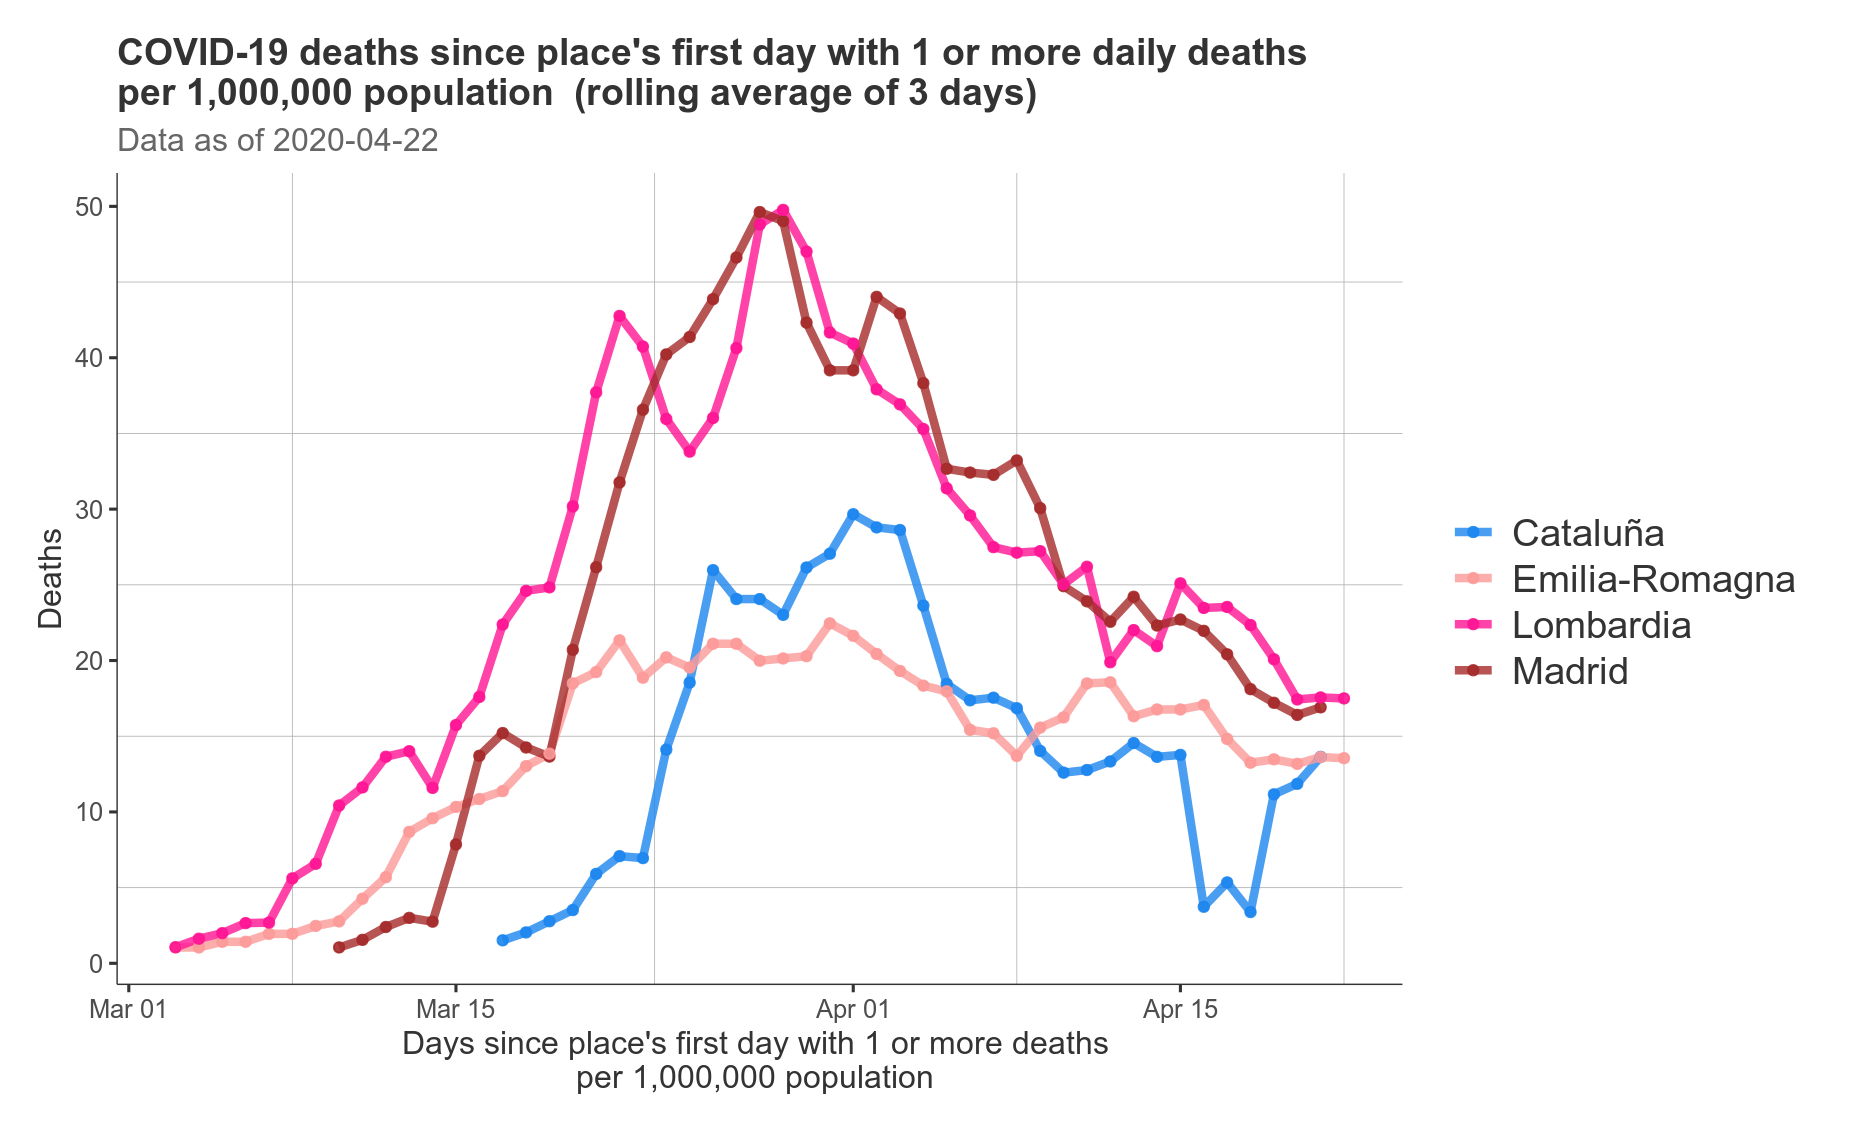 COVID-19 deaths since place's first day with 1 or more daily deaths
per 1,000,000 population  (rolling average of 3 days)
Data as of 2020-04-22
50
40
30
20
10
0
Deaths
Mar 01
Mar 15
Apr 01
Apr 15
Days since place's first day with 1 or more deaths
per 1,000,000 population
Cataluña
Emilia-Romagna
Lombardia
Madrid